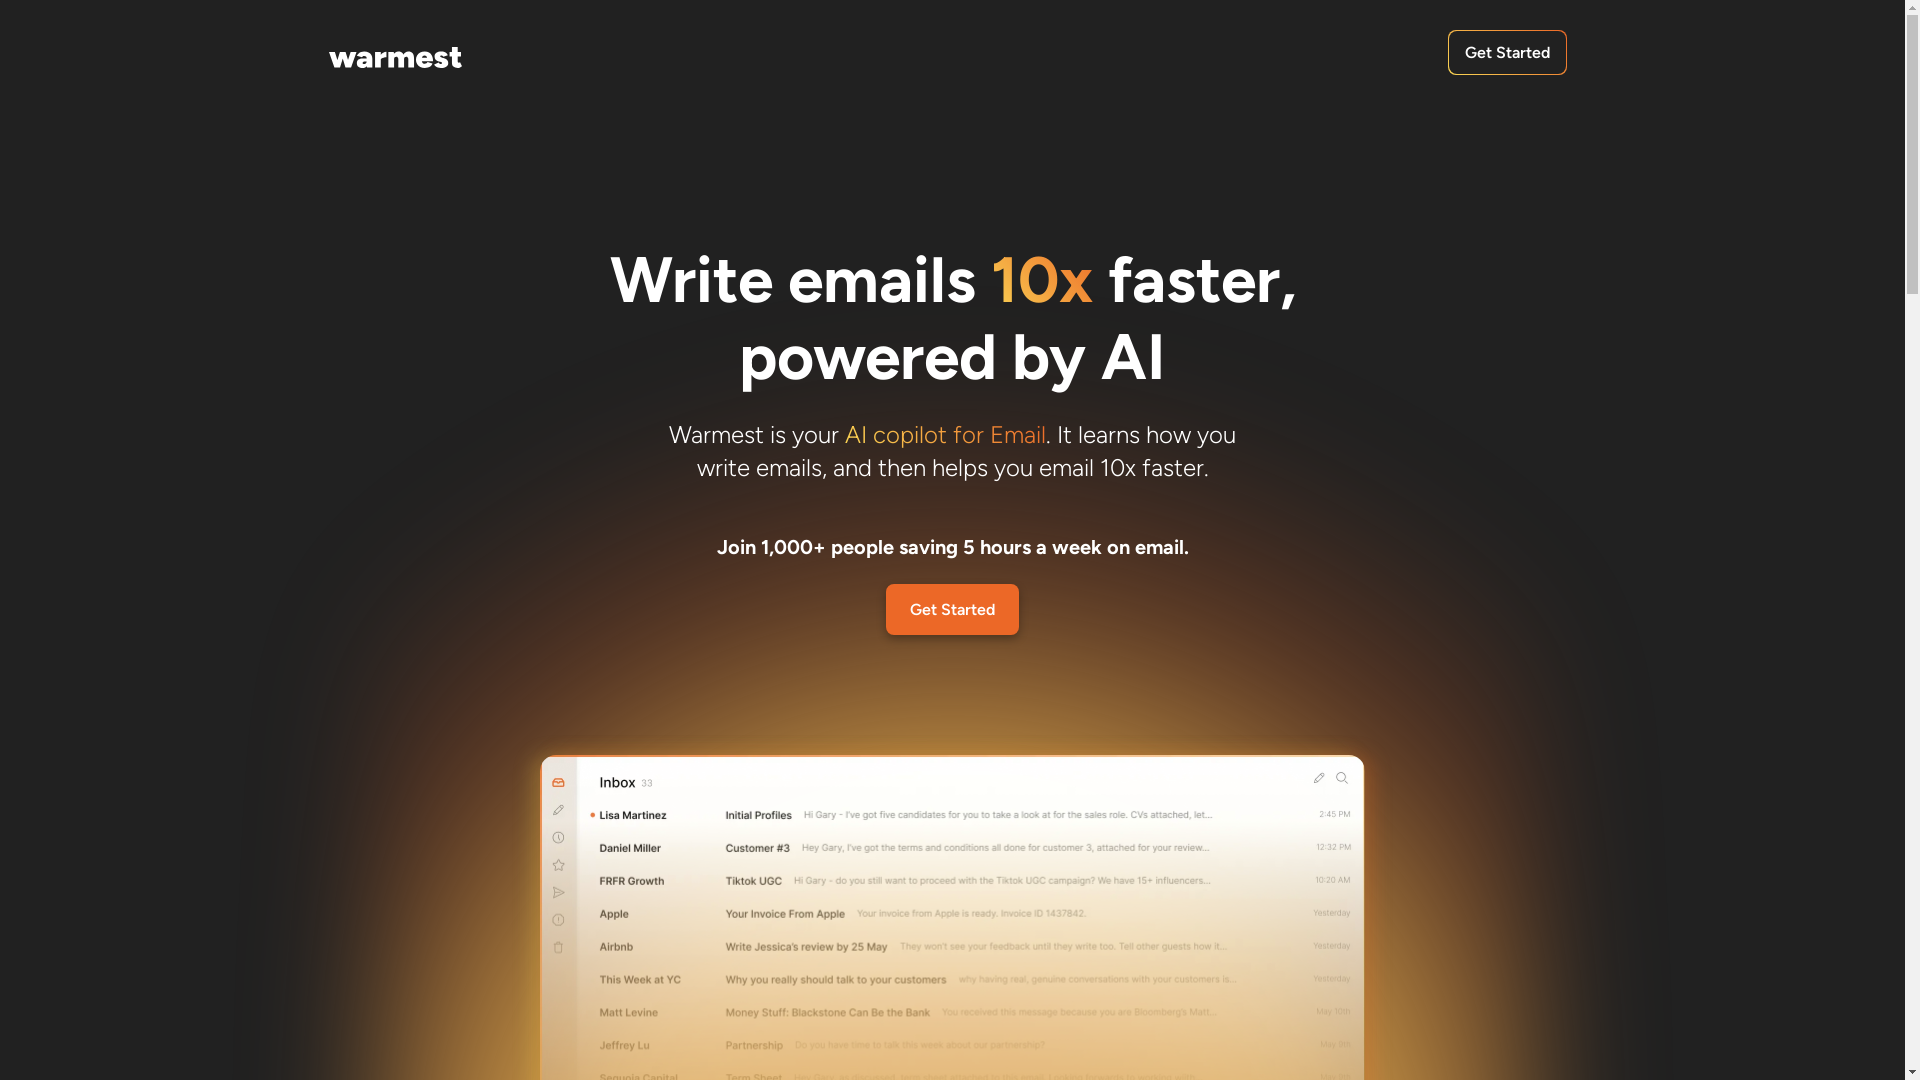 warmest
Get Started
Write emails 10x faster,
powered by AI
Warmest is your AI copilot for Email. It learns how you
write emails, and then helps you email 10x faster.
Join 1,000+ people saving 5 hours a week on email.
Get Started
Inbox 33
Lisa Martinez Initial Profiles Hi Gary - I've got five candidates for you to take a look at for the sales role. CVs attached, let... 2:45 PM
Daniel Miller Customer #3 Hey Gary, I've got the terms and conditions all done for customer 3, attached for your review... 12:32 PM
FRFR Growth Tiktok UGC Hi Gary - do you still want to proceed with the Tiktok UGC campaign? We have 15+ influencers... 10:20 AM
Apple Your Invoice From Apple Your invoice from Apple is ready. Invoice ID 1437842. Yesterday
Airbnb Write Jessica's review by 25 May They won't see your feedback until they write too. Tell other guests how it... Yesterday
This Week at YC Why you really should talk to your customers why having real, genuine conversations with your customers is... Yesterday
Matt Levine Money Stuff: Blackstone Can Be the Bank You received this message because you are Bloomberg's Matt... May 10th
Jeffrey Lu Partnership Do you have time to talk this week about our partnership? May 9th
Sequoia Capital Term Sheet